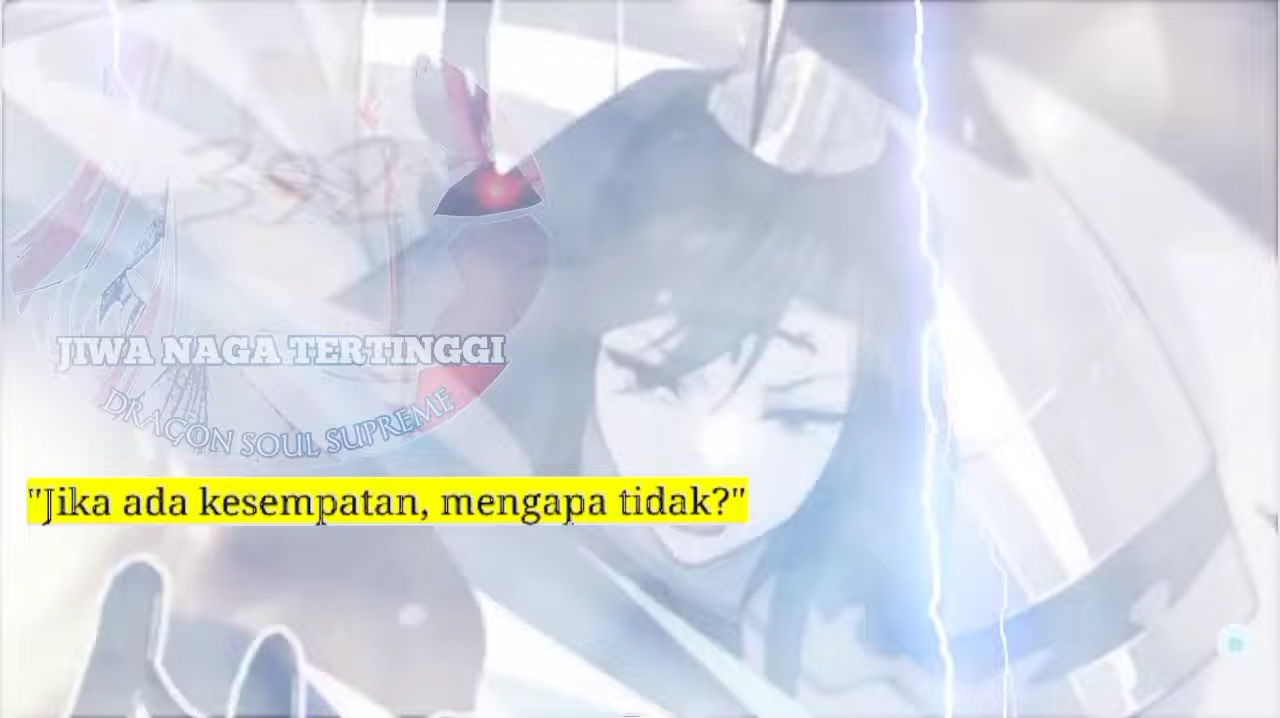 JIWA NAGA TERTINGGI
DRAGON SOUL SUPREME
"Jika ada kesempatan, mengapa tidak?"